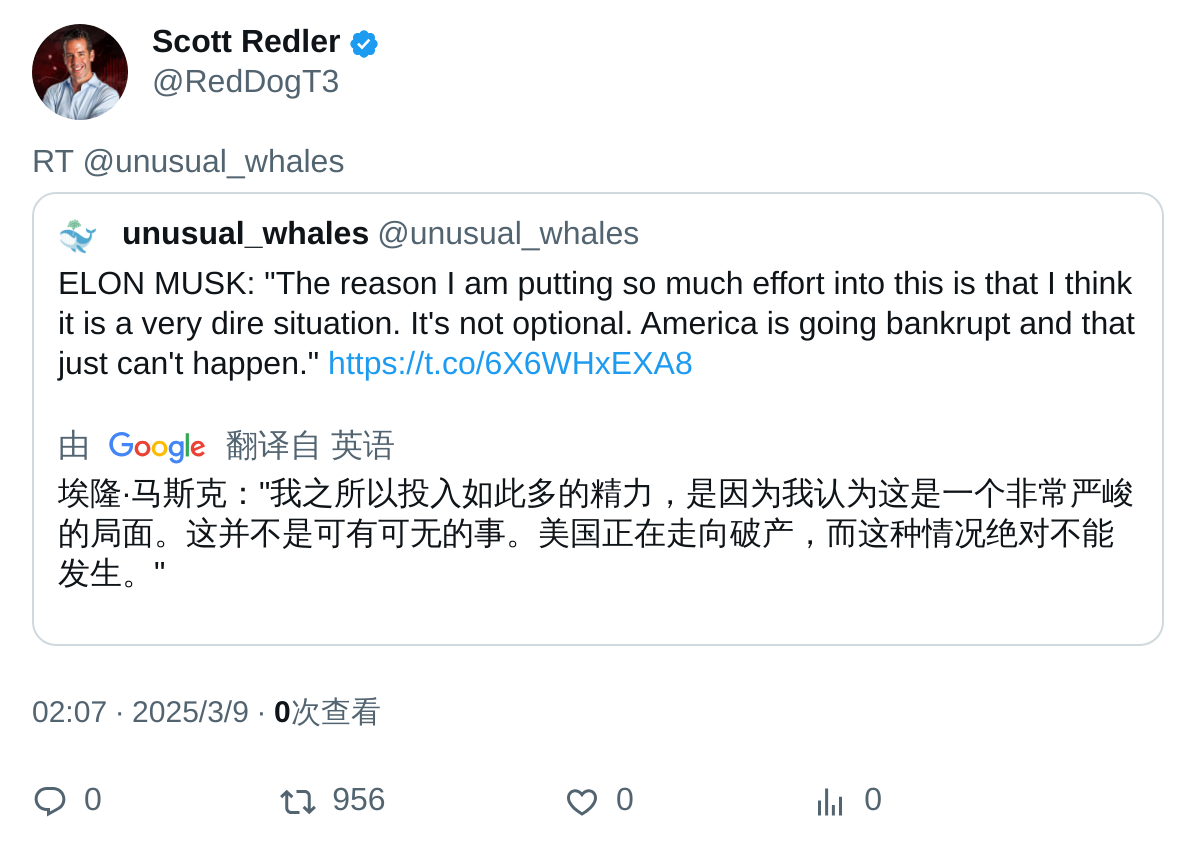 Scott Redler
@RedDogT3
RT @unusual_whales
unusual_whales @unusual_whales
ELON MUSK: "The reason I am putting so much effort into this is that I think
it is a very dire situation. It's not optional. America is going bankrupt and that
just can't happen." https://t.co/6X6WHxEXA8
由 Google 翻译自 英语
埃隆·马斯克："我之所以投入如此多的精力，是因为我认为这是一个非常严峻
的局面。这并不是可有可无的事。美国正在走向破产，而这种情况绝对不能
发生。"
02:07 · 2025/3/9 · 0次查看
0 956 0 0